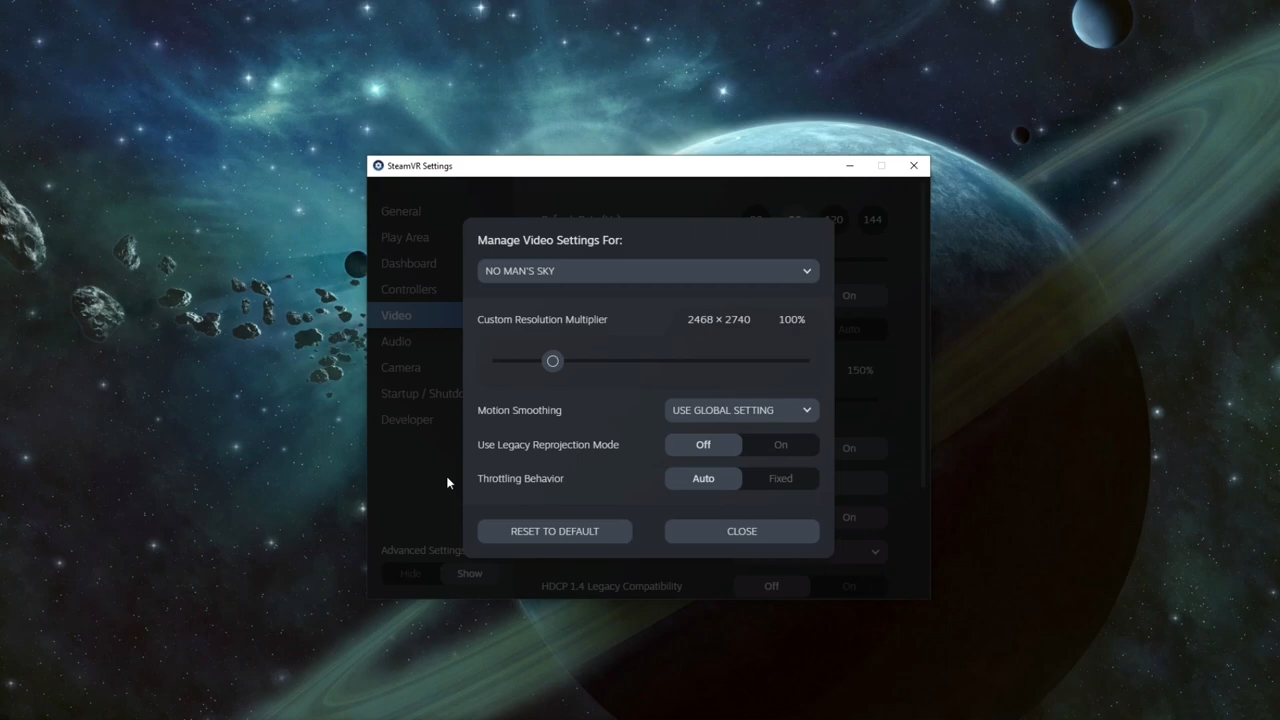 SteamVR Settings
General
Play Area
Dashboard
Controllers
Video
Audio
Camera
Startup / Shutdo
Developer
Advanced Settings
Hide
Show
120
144
On
Auto
150%
On
On
HDCP 1.4 Legacy Compatibility
Off
On
Manage Video Settings For:
NO MAN'S SKY
Custom Resolution Multiplier
2468 × 2740
100%
Motion Smoothing
USE GLOBAL SETTING
Use Legacy Reprojection Mode
Off
On
Throttling Behavior
Auto
Fixed
RESET TO DEFAULT
CLOSE